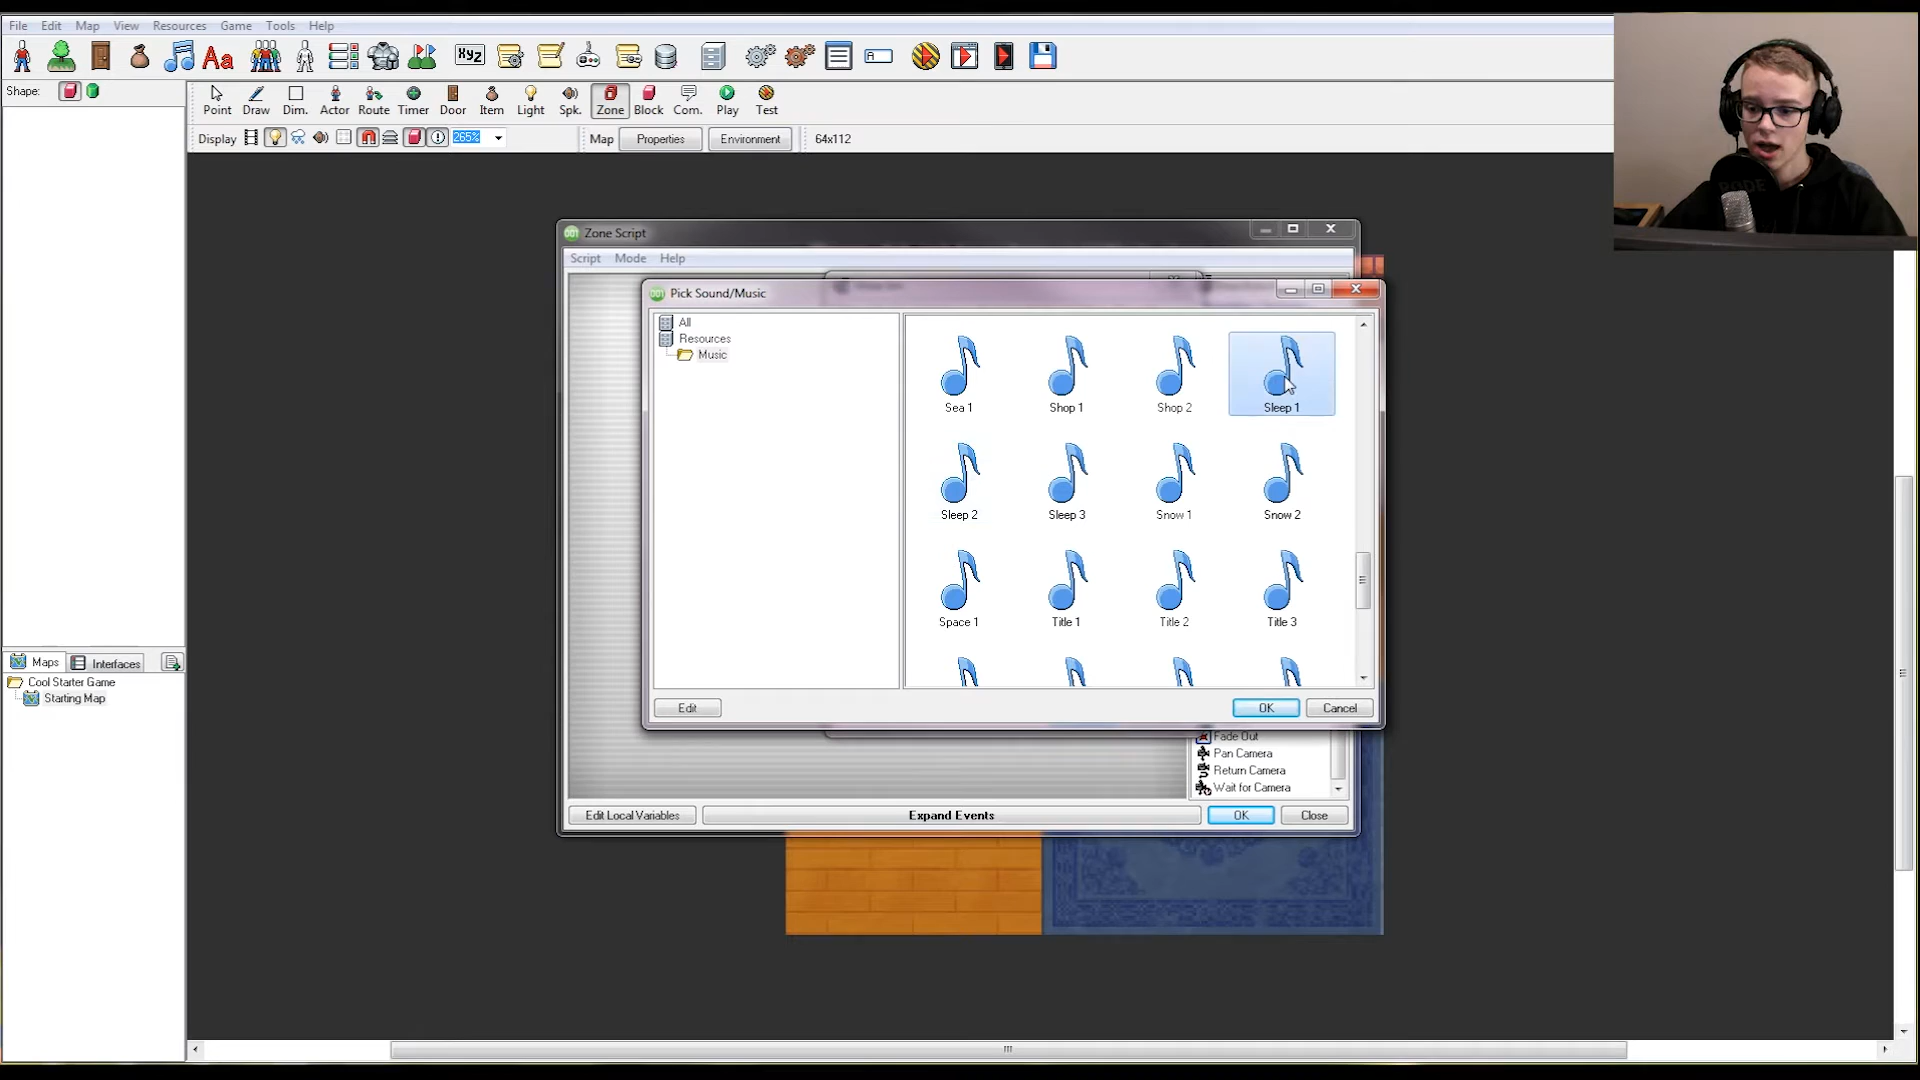 File Edit Map View Resources Game Tools Help
Aa
XYZ
A
Shape:
Point Draw Dim. Actor Route Timer Door Item Light Spk. Zone Block Com. Play Test
Display 265% Map Properties Environment 64x112
RODE
Zone Script
Script Mode Help
Pick Sound/Music
All
Resources
Music
Sea 1 Shop 1 Shop 2 Sleep 1
Sleep 2 Sleep 3 Snow 1 Snow 2
Space 1 Title 1 Title 2 Title 3
Edit OK Cancel
Maps Interfaces
Cool Starter Game
Starting Map
Fade Out
Pan Camera
Return Camera
Wait for Camera
Edit Local Variables Expand Events OK Close